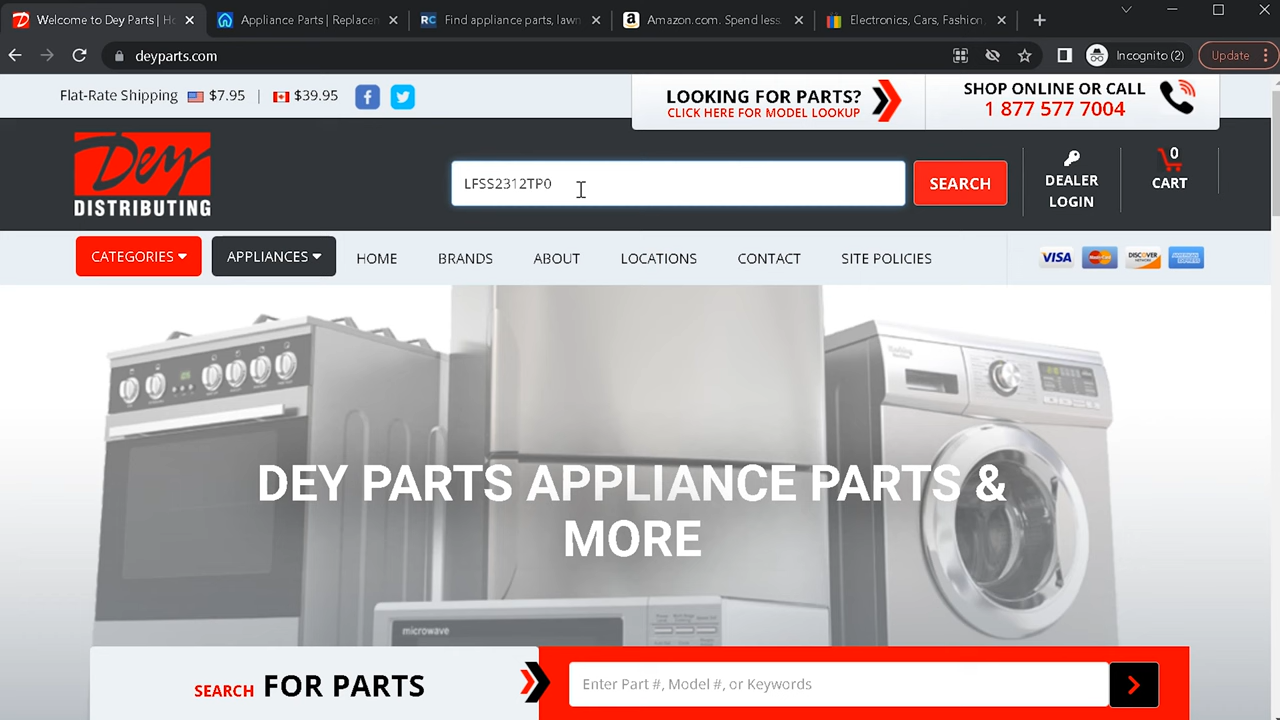 Welcome to Dey Parts | Ho
Appliance Parts | Replacen
RC Find appliance parts, lawn
a Amazon.com. Spend less.
Electronics, Cars, Fashion,
deyparts.com
Incognito (2)
Update
Flat-Rate Shipping $7.95 | $39.95
LOOKING FOR PARTS?
CLICK HERE FOR MODEL LOOKUP
SHOP ONLINE OR CALL
1 877 577 7004
Dey
DISTRIBUTING
LFSS2312TP0
SEARCH
DEALER
LOGIN
0
CART
CATEGORIES
APPLIANCES
HOME
BRANDS
ABOUT
LOCATIONS
CONTACT
SITE POLICIES
VISA
MasterCard
DISCOVER
NETWORK
DEY PARTS APPLIANCE PARTS &
MORE
microwave
SEARCH FOR PARTS
Enter Part #, Model #, or Keywords